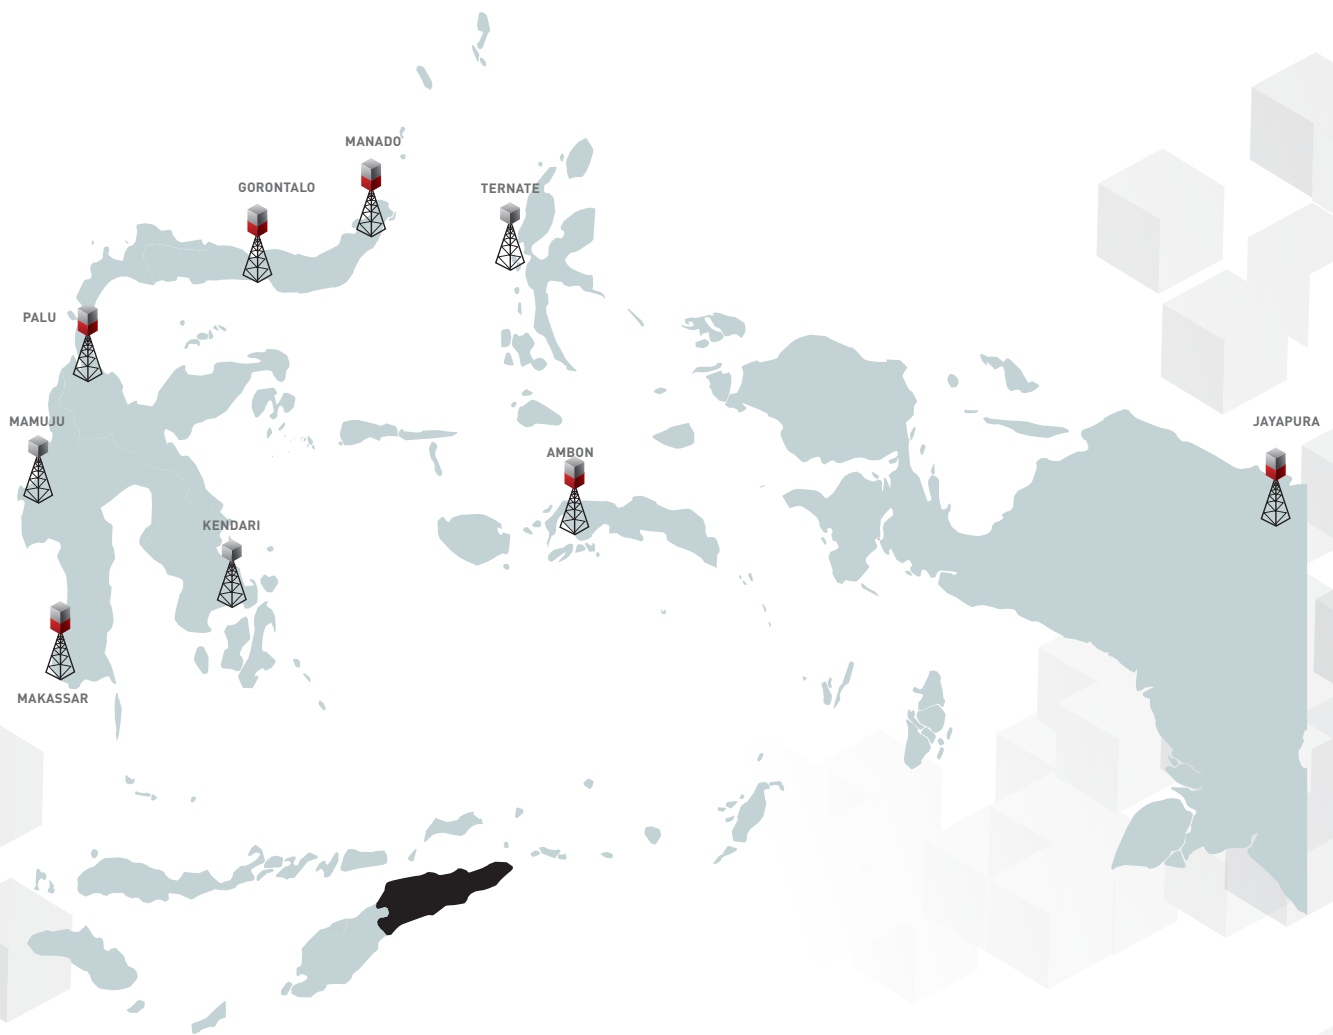 MANADO
GORONTALO
TERNATE
PALU
MAMUJU
JAYAPURA
AMBON
KENDARI
MAKASSAR